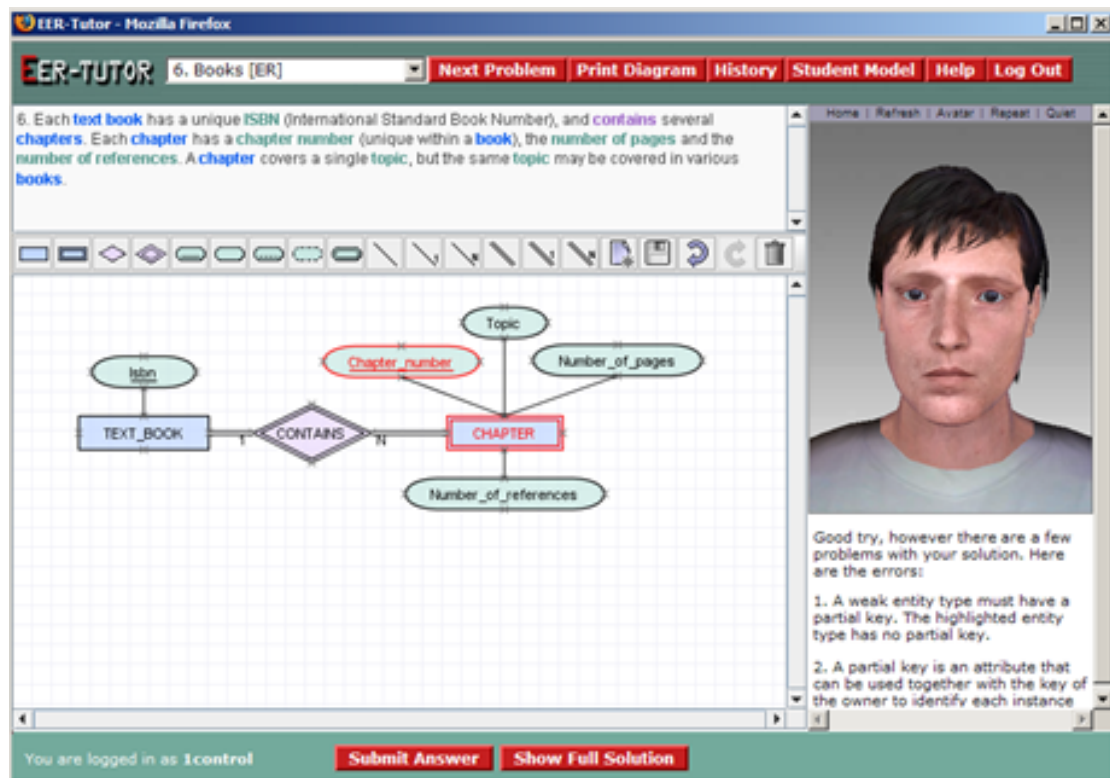 EER-Tutor - Mozilla Firefox
EER-TUTOR 6. Books [ER] Next Problem Print Diagram History Student Model Help Log Out
6. Each text book has a unique ISBN (International Standard Book Number), and contains several
chapters. Each chapter has a chapter number (unique within a book), the number of pages and the
number of references. A chapter covers a single topic, but the same topic may be covered in various
books.
Home | Refresh | Avatar | Repeat | Quiet
Topic
Chapter_number
Number_of_pages
Isbn
TEXT_BOOK 1 CONTAINS N CHAPTER
Number_of_references
Good try, however there are a few
problems with your solution. Here
are the errors:
1. A weak entity type must have a
partial key. The highlighted entity
type has no partial key.
2. A partial key is an attribute that
can be used together with the key of
the owner to identify each instance
You are logged in as 1control Submit Answer Show Full Solution